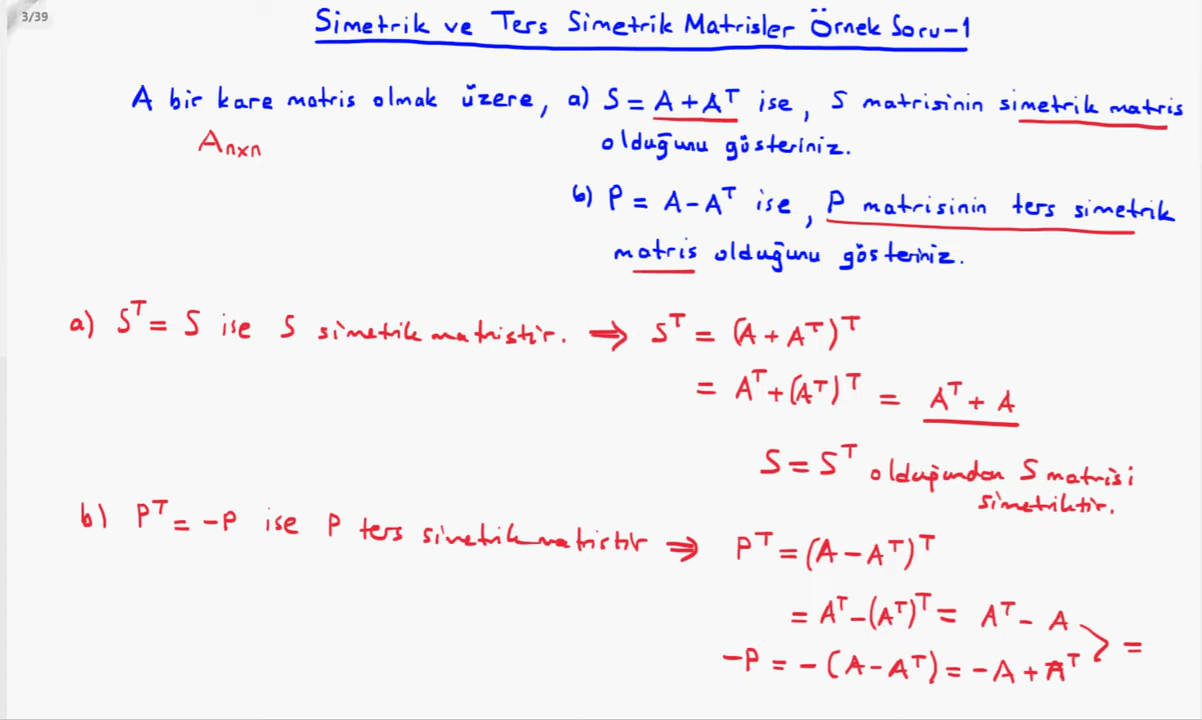 3/39
Simetrik ve Ters Simetrik Matrisler Örnek Soru-1
A bir kare matris olmak üzere, a) S = A + Aᵀ ise, S matrisinin simetrik matris
Anxn
olduğunu gösteriniz.
b) P = A - Aᵀ ise, P matrisinin ters simetrik
matris olduğunu gösteriniz.
a) Sᵀ = S ise S simetrik matristir. ⇒ Sᵀ = (A + Aᵀ)ᵀ
= Aᵀ + (Aᵀ)ᵀ = Aᵀ + A
S = Sᵀ olduğundan S matrisi
simetriktir.
b) Pᵀ = -P ise P ters simetrik matristir ⇒ Pᵀ = (A - Aᵀ)ᵀ
= Aᵀ - (Aᵀ)ᵀ = Aᵀ - A
-P = -(A - Aᵀ) = -A + Aᵀ > =